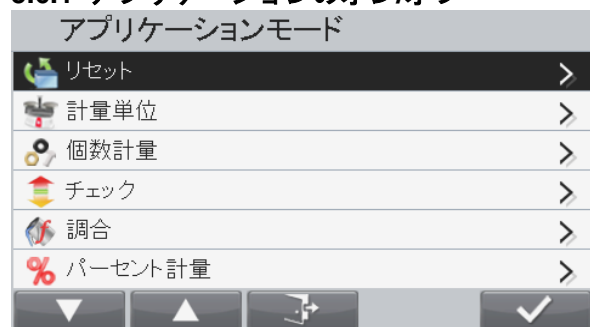 アプリケーションモード
リセット
計量単位
個数計量
チェック
調合
パーセント計量